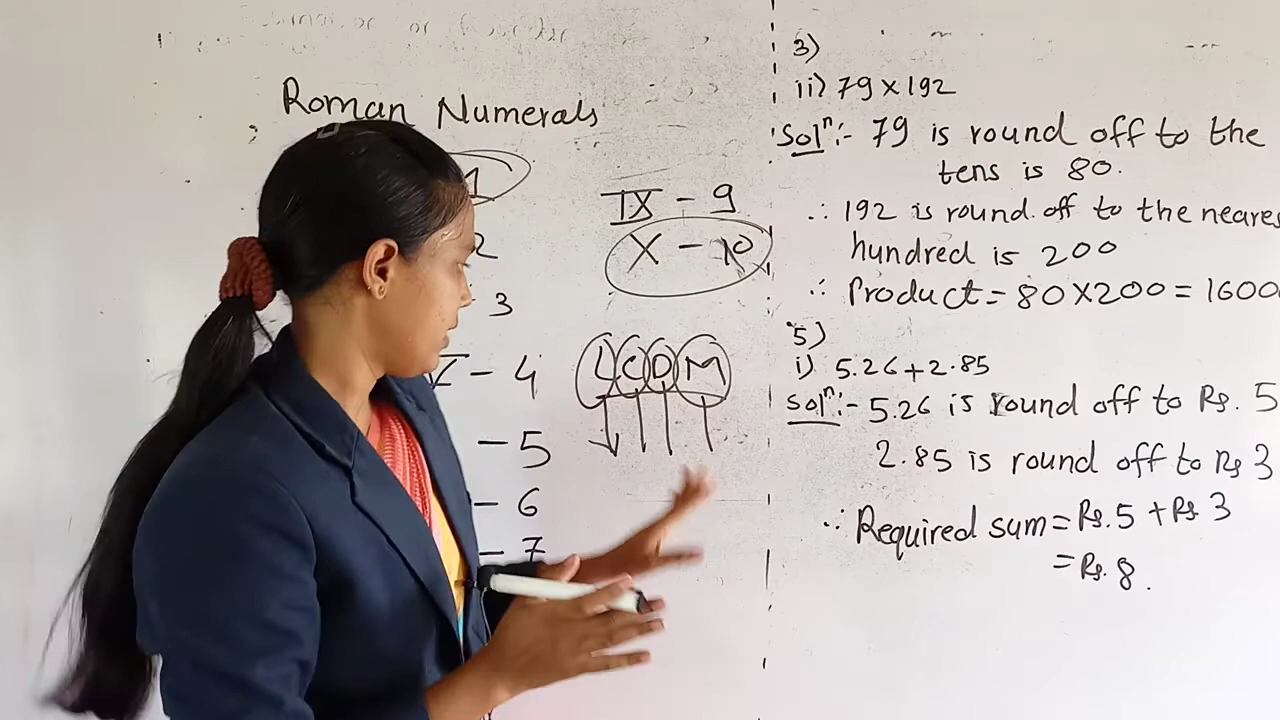 Roman Numerals
1
2
- 3
- 4
- 5
- 6
- 7
IX - 9
X - 10
L C D M
3)
ii) 79 x 192
Solⁿ:- 79 is round off to the
tens is 80.
∴ 192 is round off to the neares
hundred is 200
∴ Product = 80 X 200 = 1600
5)
i) 5.26 + 2.85
Solⁿ:- 5.26 is round off to Rs. 5
2.85 is round off to Rs 3
∴ Required sum = Rs. 5 + Rs 3
= Rs. 8.